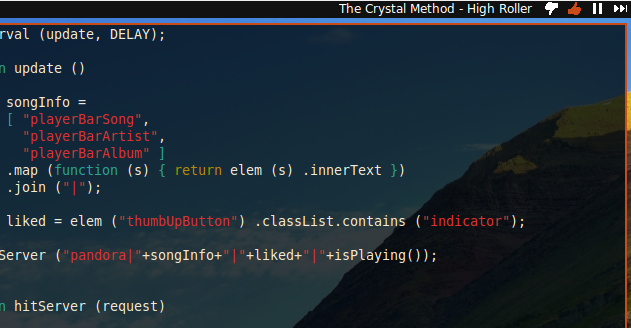 The Crystal Method - High Roller
rval (update, DELAY);
n update ()
songInfo =
[ "playerBarSong",
"playerBarArtist",
"playerBarAlbum" ]
.map (function (s) { return elem (s) .innerText })
.join ("|");
liked = elem ("thumbUpButton") .classList.contains ("indicator");
Server ("pandora|"+songInfo+"|"+liked+"|"+isPlaying());
n hitServer (request)